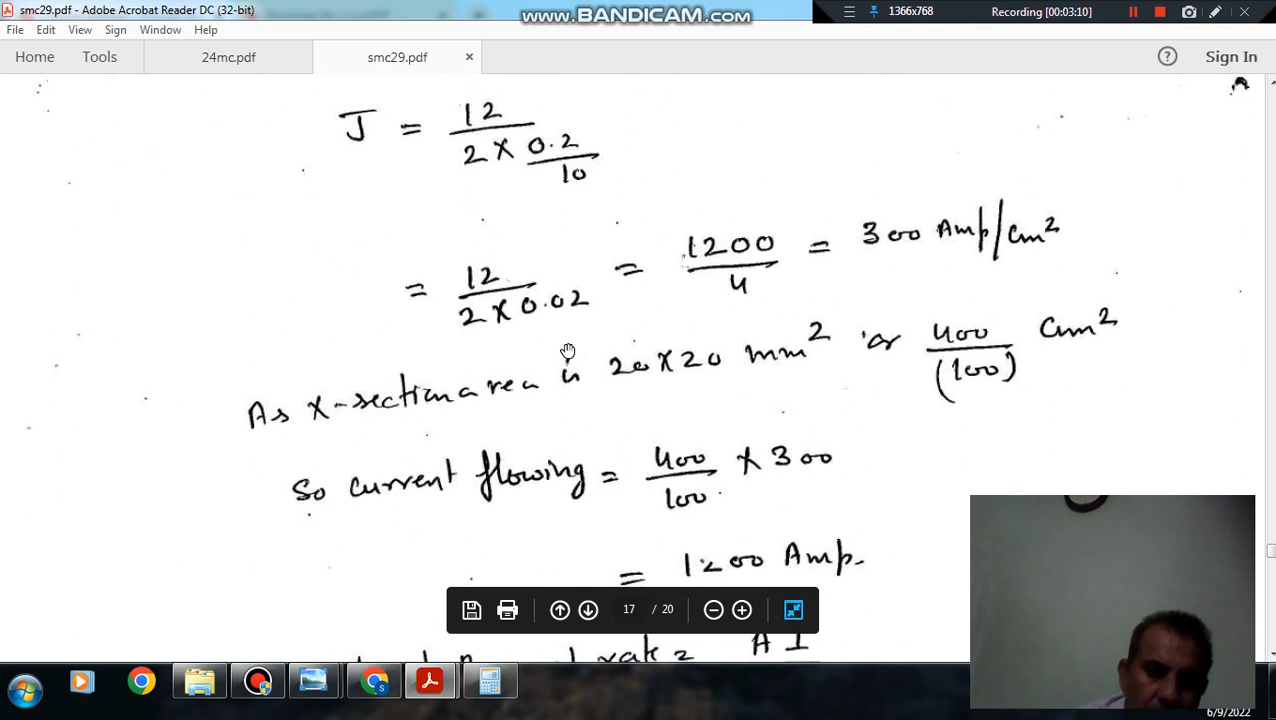 smc29.pdf - Adobe Acrobat Reader DC (32-bit)
www.BANDICAM.com
1366x768
Recording [00:03:10]
File Edit View Sign Window Help
Home Tools 24mc.pdf smc29.pdf × ? Sign In
J = 12 / 2 × 0.2 / 10
= 12 / 2 × 0.02 = 1200 / 4 = 300 Amp/cm²
As X-section area is 20×20 mm² or 400 / (100) cm²
So current flowing = 400 / 100 × 300
= 1200 Amp.
17 / 20
A I
6/9/2022